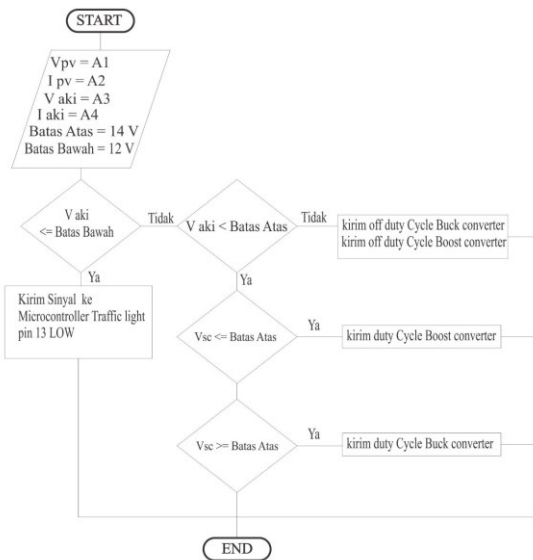 START
Vpv = A1
I pv = A2
V aki = A3
I aki = A4
Batas Atas = 14 V
Batas Bawah = 12 V
V aki
<= Batas Bawah
Tidak
V aki < Batas Atas
Tidak
kirim off duty Cycle Buck converter
kirim off duty Cycle Boost converter
Ya
Kirim Sinyal ke
Microcontroller Traffic light
pin 13 LOW
Ya
Vsc <= Batas Atas
Ya
kirim duty Cycle Boost converter
Vsc >= Batas Atas
Ya
kirim duty Cycle Buck converter
END